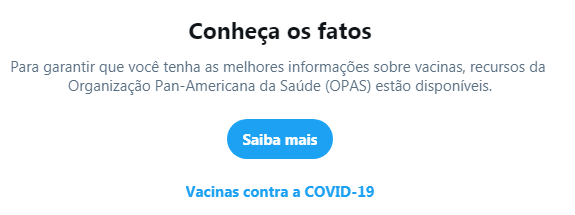 Conheça os fatos
Para garantir que você tenha as melhores informações sobre vacinas, recursos da
Organização Pan-Americana da Saúde (OPAS) estão disponíveis.
Saiba mais
Vacinas contra a COVID-19